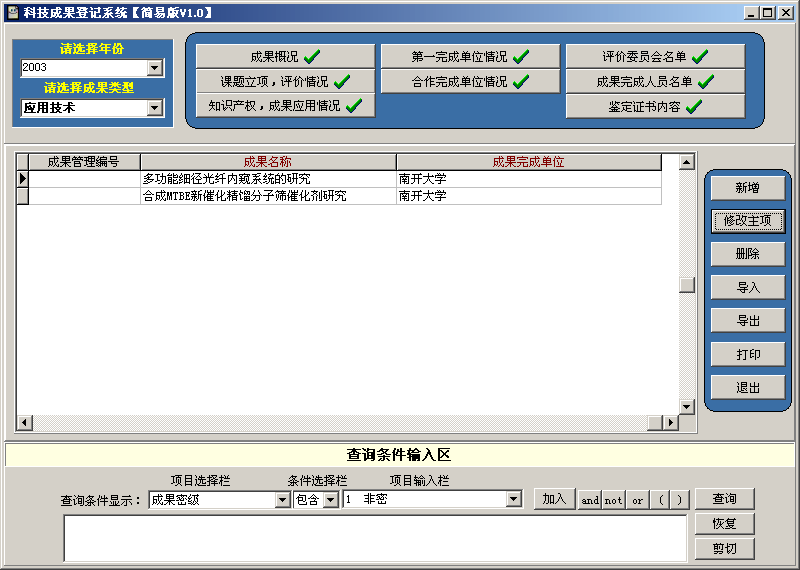 科技成果登记系统【简易版V1.0】
请选择年份
2003
请选择成果类型
应用技术
成果概况
第一完成单位情况
评价委员会名单
课题立项，评价情况
合作完成单位情况
成果完成人员名单
知识产权，成果应用情况
鉴定证书内容
成果管理编号 成果名称 成果完成单位
多功能细径光纤内窥系统的研究 南开大学
合成MTBE新催化精馏分子筛催化剂研究 南开大学
新增
修改主项
删除
导入
导出
打印
退出
查询条件输入区
项目选择栏 条件选择栏 项目输入栏
查询条件显示： 成果密级 包含 1 非密 加入 and not or ( ) 查询
恢复
剪切